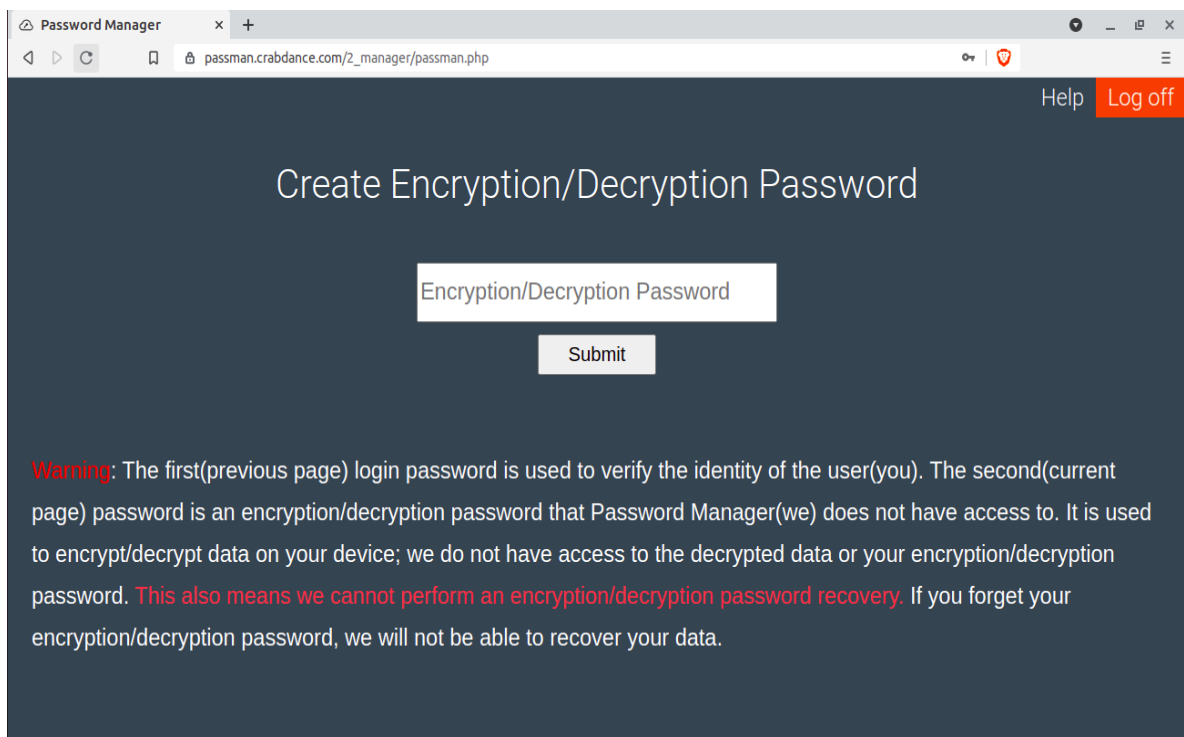 Password Manager
passman.crabdance.com/2_manager/passman.php
Help Log off
Create Encryption/Decryption Password
Encryption/Decryption Password
Submit
Warning: The first(previous page) login password is used to verify the identity of the user(you). The second(current
page) password is an encryption/decryption password that Password Manager(we) does not have access to. It is used
to encrypt/decrypt data on your device; we do not have access to the decrypted data or your encryption/decryption
password. This also means we cannot perform an encryption/decryption password recovery. If you forget your
encryption/decryption password, we will not be able to recover your data.